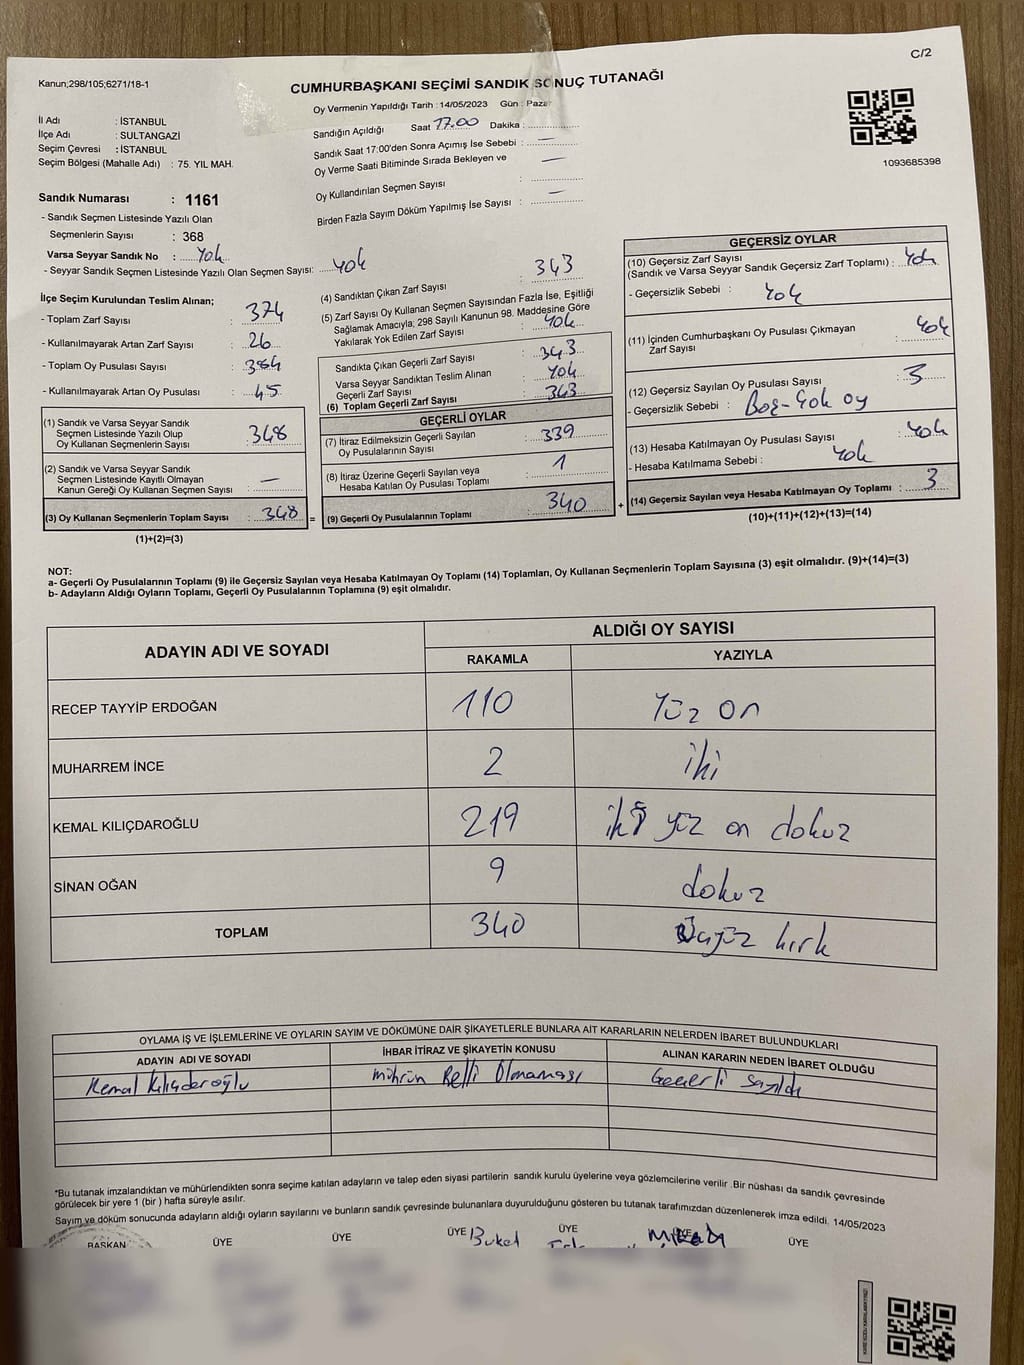 C/2
Kanun;298/105;6271/18-1
CUMHURBAŞKANI SEÇİMİ SANDIK SONUÇ TUTANAĞI
Oy Vermenin Yapıldığı Tarih : 14/05/2023 Gün : Pazar
İl Adı : İSTANBUL
İlçe Adı : SULTANGAZİ
Seçim Çevresi : İSTANBUL
Seçim Bölgesi (Mahalle Adı) : 75. YIL MAH.
Sandığın Açıldığı Saat 17.00 Dakika :
Sandık Saat 17:00'den Sonra Açımış İse Sebebi : —
Oy Verme Saati Bitiminde Sırada Bekleyen ve —
Oy Kullandırılan Seçmen Sayısı :
Birden Fazla Sayım Döküm Yapılmış İse Sayısı : —
1093685398
Sandık Numarası : 1161
- Sandık Seçmen Listesinde Yazılı Olan
Seçmenlerin Sayısı : 368
Varsa Seyyar Sandık No : Yok
- Seyyar Sandık Seçmen Listesinde Yazılı Olan Seçmen Sayısı: Yok
İlçe Seçim Kurulundan Teslim Alınan;
- Toplam Zarf Sayısı : 374
- Kullanılmayarak Artan Zarf Sayısı : 26
- Toplam Oy Pusulası Sayısı : 384
- Kullanılmayarak Artan Oy Pusulası : 45
(1) Sandık ve Varsa Seyyar Sandık
Seçmen Listesinde Yazılı Olup
Oy Kullanan Seçmenlerin Sayısı : 348
(2) Sandık ve Varsa Seyyar Sandık
Seçmen Listesinde Kayıtlı Olmayan
Kanun Gereği Oy Kullanan Seçmen Sayısı : —
(3) Oy Kullanan Seçmenlerin Toplam Sayısı : 348 =
(1)+(2)=(3)
(4) Sandıktan Çıkan Zarf Sayısı : 343
(5) Zarf Sayısı Oy Kullanan Seçmen Sayısından Fazla İse, Eşitliği
Sağlamak Amacıyla; 298 Sayılı Kanunun 98. Maddesine Göre
Yakılarak Yok Edilen Zarf Sayısı : Yok
Sandıkta Çıkan Geçerli Zarf Sayısı : 343
Varsa Seyyar Sandıktan Teslim Alınan
Geçerli Zarf Sayısı : Yok
(6) Toplam Geçerli Zarf Sayısı : 343
GEÇERLİ OYLAR
(7) İtiraz Edilmeksizin Geçerli Sayılan
Oy Pusulalarının Sayısı : 339
(8) İtiraz Üzerine Geçerli Sayılan veya
Hesaba Katılan Oy Pusulası Toplamı : 1
(9) Geçerli Oy Pusulalarının Toplamı : 340 +
GEÇERSİZ OYLAR
(10) Geçersiz Zarf Sayısı
(Sandık ve Varsa Seyyar Sandık Geçersiz Zarf Toplamı) : Yok
- Geçersizlik Sebebi : Yok
(11) İçinden Cumhurbaşkanı Oy Pusulası Çıkmayan
Zarf Sayısı : Yok
(12) Geçersiz Sayılan Oy Pusulası Sayısı : 3
- Geçersizlik Sebebi : Boş-Çok oy
(13) Hesaba Katılmayan Oy Pusulası Sayısı : Yok
- Hesaba Katılmama Sebebi : Yok
(14) Geçersiz Sayılan veya Hesaba Katılmayan Oy Toplamı : 3
(10)+(11)+(12)+(13)=(14)
NOT:
a- Geçerli Oy Pusulalarının Toplamı (9) ile Geçersiz Sayılan veya Hesaba Katılmayan Oy Toplamı (14) Toplamları, Oy Kullanan Seçmenlerin Toplam Sayısına (3) eşit olmalıdır. (9)+(14)=(3)
b- Adayların Aldığı Oyların Toplamı, Geçerli Oy Pusulalarının Toplamına (9) eşit olmalıdır.
ADAYIN ADI VE SOYADI
ALDIĞI OY SAYISI
RAKAMLA YAZIYLA
RECEP TAYYİP ERDOĞAN 110 Yüz on
MUHARREM İNCE 2 iki
KEMAL KILIÇDAROĞLU 219 iki yüz on dokuz
SİNAN OĞAN 9 dokuz
TOPLAM 340 Üçyüz kırk
OYLAMA İŞ VE İŞLEMLERİNE VE OYLARIN SAYIM VE DÖKÜMÜNE DAİR ŞİKAYETLERLE BUNLARA AİT KARARLARIN NELERDEN İBARET BULUNDUKLARI
ADAYIN ADI VE SOYADI İHBAR İTİRAZ VE ŞİKAYETİN KONUSU ALINAN KARARIN NEDEN İBARET OLDUĞU
Kemal Kılıçdaroğlu mührün Belli Olmaması Geçerli sayıldı
*Bu tutanak imzalandıktan ve mühürlendikten sonra seçime katılan adayların ve talep eden siyasi partilerin sandık kurulu üyelerine veya gözlemcilerine verilir .Bir nüshası da sandık çevresinde
görülecek bir yere 1 (bir ) hafta süreyle asılır.
Sayım ve döküm sonucunda adayların aldığı oyların sayılarını ve bunların sandık çevresinde bulunanlara duyurulduğunu gösteren bu tutanak tarafımızdan düzenlenerek imza edildi. 14/05/2023
BAŞKAN ÜYE ÜYE ÜYE Buket ÜYE ÜYE ÜYE